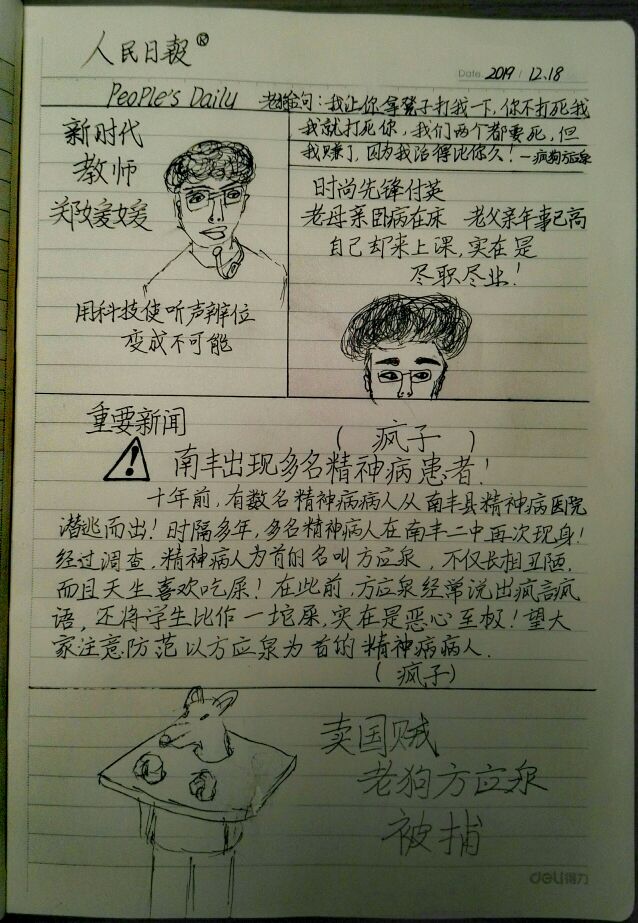 人民日報®
Date 2019 / 12.18
People's Daily
老狗金句：我让你拿凳子打我一下，你不打死我
我就打死你，我们两个都要死，但
我赚了，因为我活得比你久！—疯狗方应泉
新时代
教师
郑媛媛
用科技使听声辨位
变成不可能
时尚先锋付英
老母亲卧病在床 老父亲年事已高
自己却来上课，实在是
尽职尽业！
重要新闻
（疯子）
南丰出现多名精神病患者！
十年前，有数名精神病病人从南丰县精神病医院
潜逃而出！时隔多年，多名精神病人在南丰二中再次现身！
经过调查，精神病人为首的名叫方应泉，不仅长相丑陋，
而且天生喜欢吃屎！在此前，方应泉经常说出疯言疯
语，还将学生比作一坨屎，实在是恶心至极！望大
家注意防范以方应泉为首的精神病病人.
（疯子）
卖国贼
老狗方应泉
被捕
deli得力